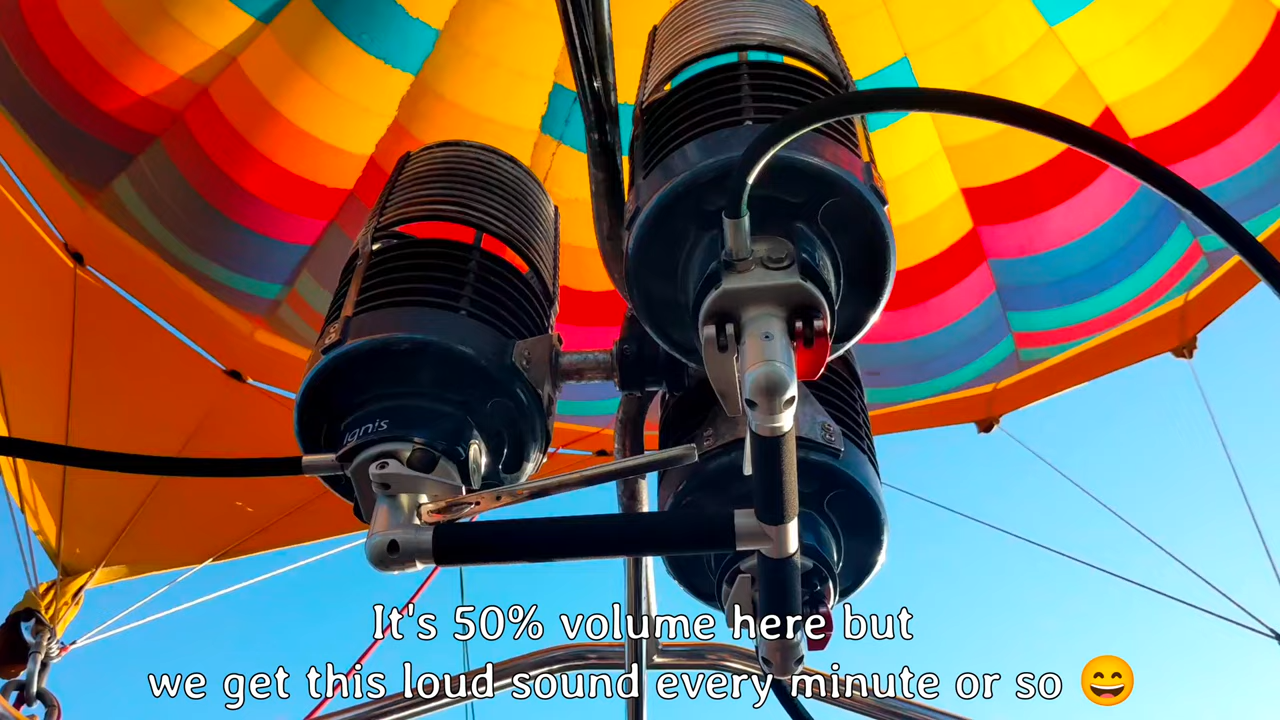 Ignis
It's 50% volume here but
we get this loud sound every minute or so 😄